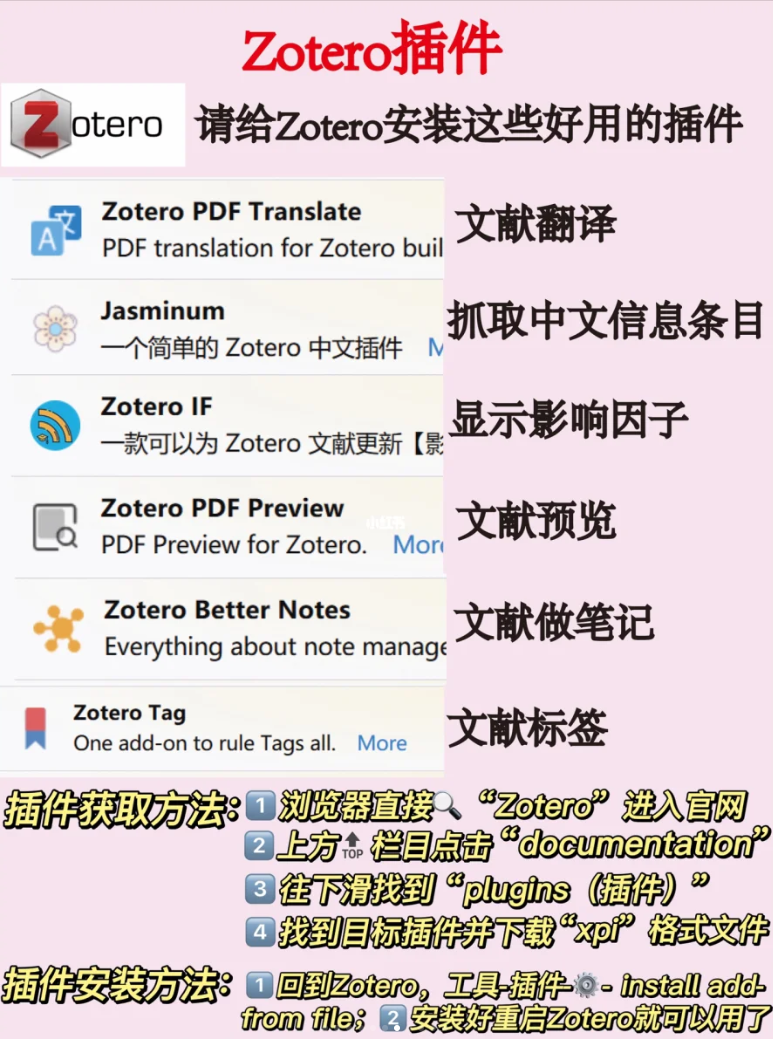 Zotero插件
Zotero
请给Zotero安装这些好用的插件
Zotero PDF Translate
PDF translation for Zotero buil
文献翻译
Jasminum
一个简单的 Zotero 中文插件 M
抓取中文信息条目
Zotero IF
一款可以为 Zotero 文献更新【影
显示影响因子
Zotero PDF Preview
PDF Preview for Zotero. More
小红书
文献预览
Zotero Better Notes
Everything about note manage
文献做笔记
Zotero Tag
One add-on to rule Tags all. More
文献标签
插件获取方法：1浏览器直接🔍“Zotero”进入官网
2上方🔝栏目点击“documentation”
3往下滑找到“plugins（插件）”
4找到目标插件并下载“xpi”格式文件
插件安装方法：1回到Zotero，工具-插件-⚙️- install add-
from file；2安装好重启Zotero就可以用了